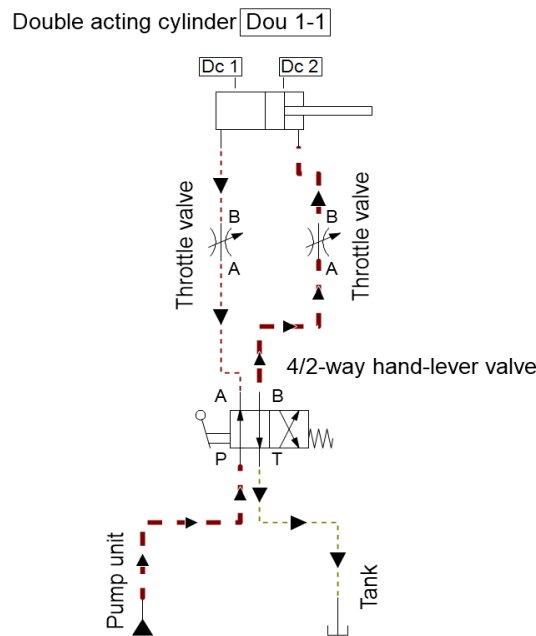 Double acting cylinder Dou 1-1
Dc 1 Dc 2
Throttle valve B A
B A Throttle valve
4/2-way hand-lever valve
A B
P T
Pump unit
Tank